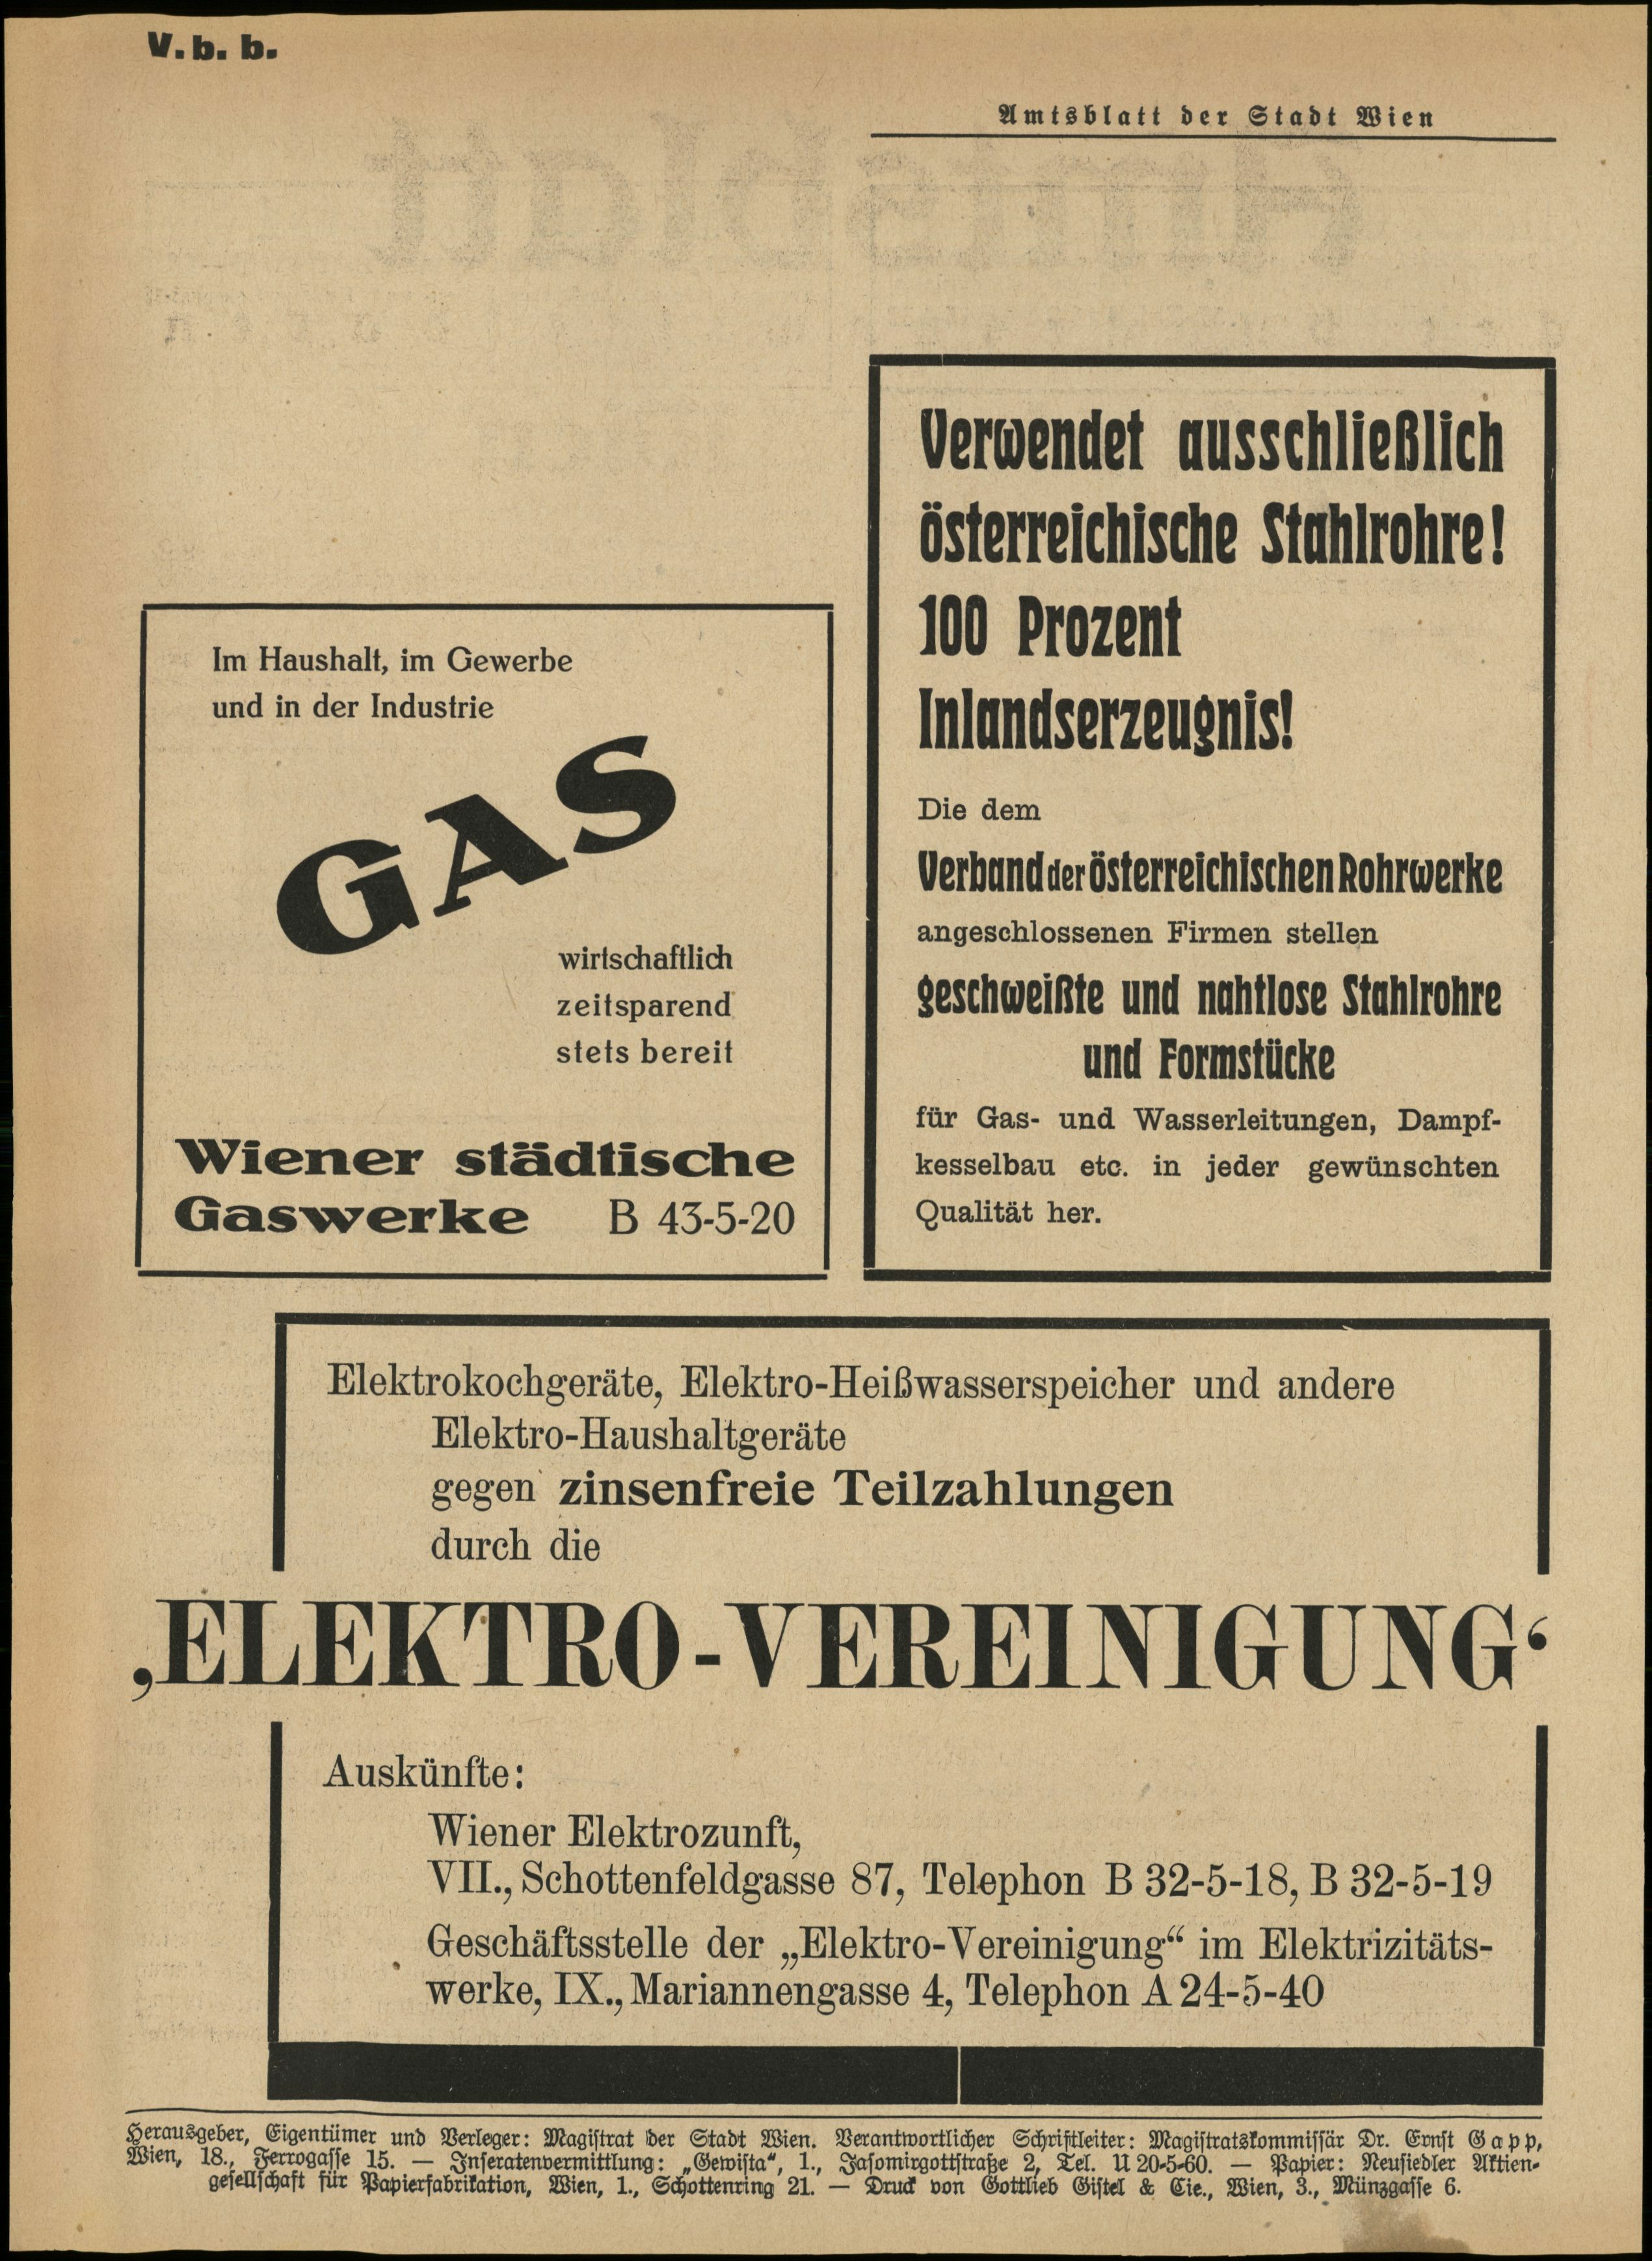 V. b. b.
Amtsblatt der Stadt Wien
Im Haushalt, im Gewerbe
und in der Industrie
GAS
wirtschaftlich
zeitsparend
stets bereit
Wiener städtische
Gaswerke B 43-5-20
Verwendet ausschließlich
österreichische Stahlrohre!
100 Prozent
Inlandserzeugnis!
Die dem
Verband der österreichischen Rohrwerke
angeschlossenen Firmen stellen
geschweißte und nahtlose Stahlrohre
und Formstücke
für Gas- und Wasserleitungen, Dampf-
kesselbau etc. in jeder gewünschten
Qualität her.
Elektrokochgeräte, Elektro-Heißwasserspeicher und andere
Elektro-Haushaltgeräte
gegen zinsenfreie Teilzahlungen
durch die
‚ELEKTRO-VEREINIGUNG‘
Auskünfte:
Wiener Elektrozunft,
VII., Schottenfeldgasse 87, Telephon B 32-5-18, B 32-5-19
Geschäftsstelle der „Elektro-Vereinigung“ im Elektrizitäts-
werke, IX., Mariannengasse 4, Telephon A 24-5-40
Herausgeber, Eigentümer und Verleger: Magistrat der Stadt Wien. Verantwortlicher Schriftleiter: Magistratskommissär Dr. Ernst Gapp,
Wien, 18., Ferrogasse 15. — Inseratenvermittlung: „Gewista“, 1., Jasomirgottstraße 2, Tel. U 20-5-60. — Papier: Neusiedler Aktien-
gesellschaft für Papierfabrikation, Wien, 1., Schottenring 21. — Druck von Gottlieb Gistel & Cie., Wien, 3., Münzgasse 6.